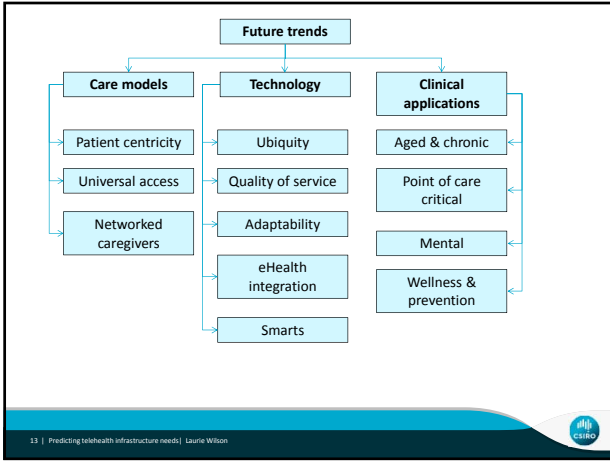 Future trends
Care models
Technology
Clinical
applications
Patient centricity
Universal access
Networked
caregivers
Ubiquity
Quality of service
Adaptability
eHealth
integration
Smarts
Aged & chronic
Point of care
critical
Mental
Wellness &
prevention
13 | Predicting telehealth infrastructure needs| Laurie Wilson
CSIRO